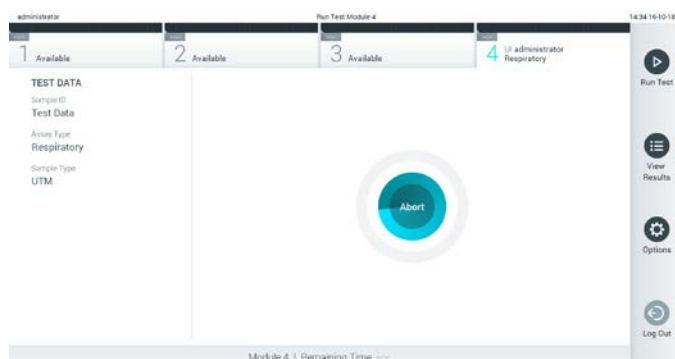 administrator
Run Test Module 4
14:34 16-10-18
1 Available
2 Available
3 Available
4 UI administrator
Respiratory
TEST DATA
Sample ID
Test Data
Assay Type
Respiratory
Sample Type
UTM
Abort
Run Test
View
Results
Options
Log Out
Module 4 | Remaining Time